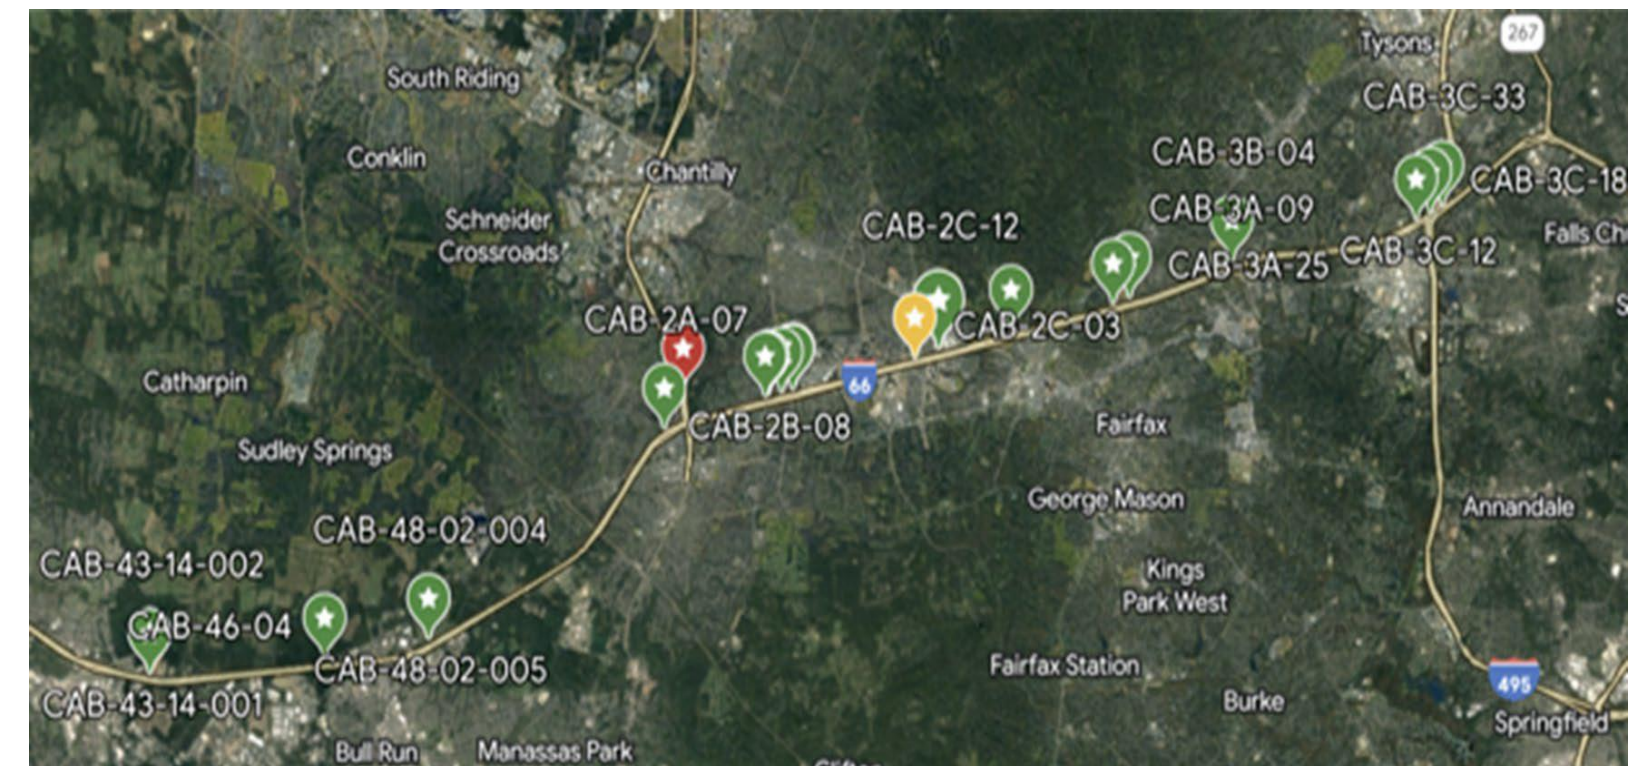 267
Tysons
South Riding
CAB-3C-33
Conklin
Chantilly
CAB-3B-04
CAB-3C-18
Schneider
Crossroads
CAB-2C-12
CAB-3A-09
CAB-3C-12
CAB-3A-25
CAB-2A-07
CAB-2C-03
Catharpin
66
CAB-2B-08
Fairfax
Sudley Springs
George Mason
Annandale
CAB-48-02-004
CAB-43-14-002
Kings
Park West
CAB-46-04
CAB-48-02-005
Fairfax Station
495
CAB-43-14-001
Burke
Springfield
Bull Run
Manassas Park